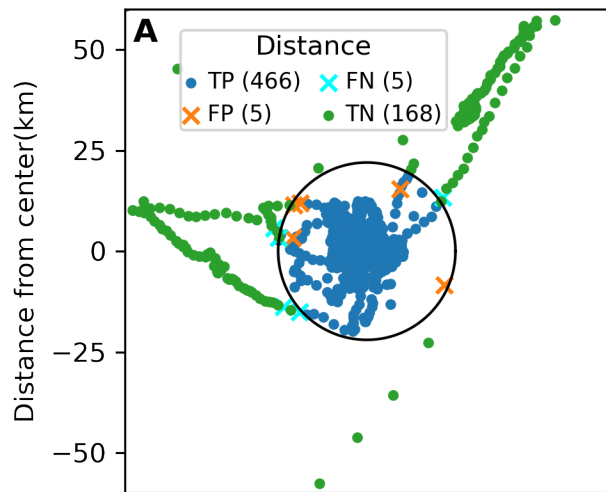 A
Distance
TP (466) FN (5)
FP (5) TN (168)
Distance from center(km)
50
25
0
−25
−50